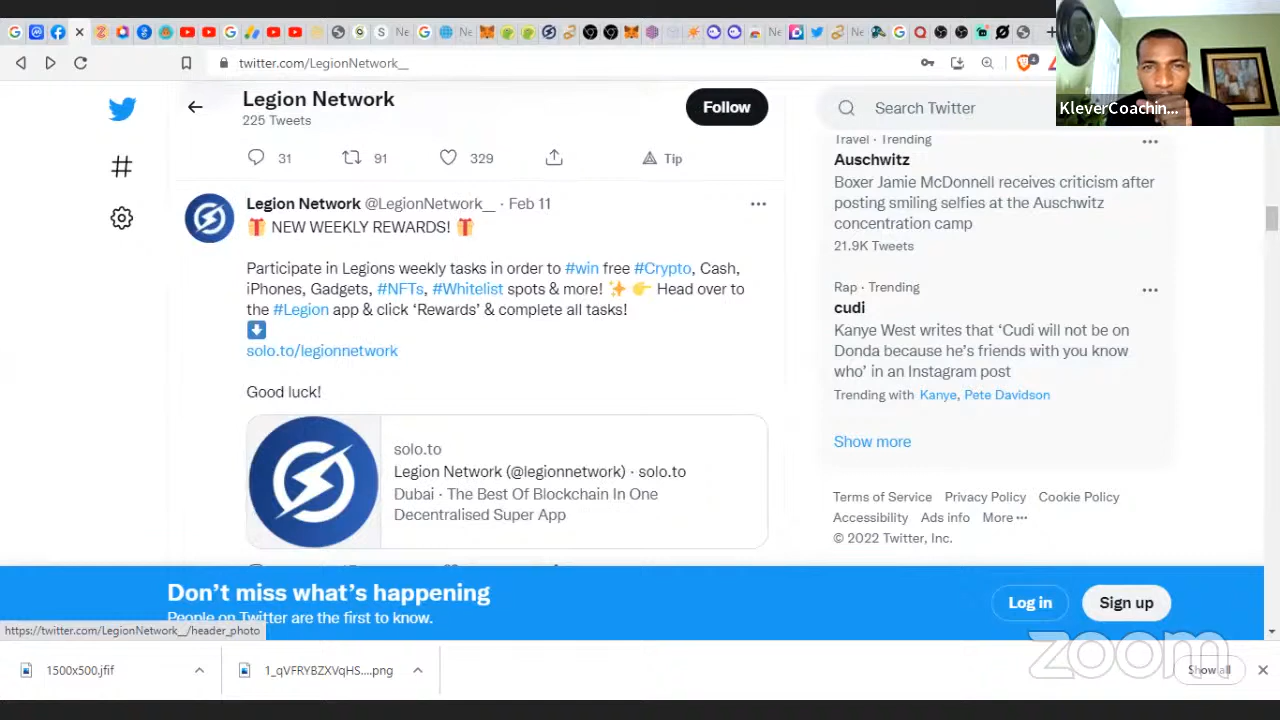 twitter.com/LegionNetwork__
4
KleverCoachin...
Legion Network
225 Tweets
Follow
Search Twitter
31
91
329
Tip
Legion Network @LegionNetwork__ · Feb 11
🎁 NEW WEEKLY REWARDS! 🎁
Participate in Legions weekly tasks in order to #win free #Crypto, Cash,
iPhones, Gadgets, #NFTs, #Whitelist spots & more! ✨ 👉 Head over to
the #Legion app & click ‘Rewards’ & complete all tasks!
⬇️
solo.to/legionnetwork
Good luck!
solo.to
Legion Network (@legionnetwork) · solo.to
Dubai · The Best Of Blockchain In One
Decentralised Super App
Travel · Trending
Auschwitz
Boxer Jamie McDonnell receives criticism after
posting smiling selfies at the Auschwitz
concentration camp
21.9K Tweets
Rap · Trending
cudi
Kanye West writes that ‘Cudi will not be on
Donda because he’s friends with you know
who’ in an Instagram post
Trending with Kanye, Pete Davidson
Show more
Terms of Service Privacy Policy Cookie Policy
Accessibility Ads info More ···
© 2022 Twitter, Inc.
Don’t miss what’s happening
People on Twitter are the first to know.
Log in
Sign up
https://twitter.com/LegionNetwork__/header_photo
1500x500.jfif
1_qVFRYBZXVqHS....png
zoom
Show all